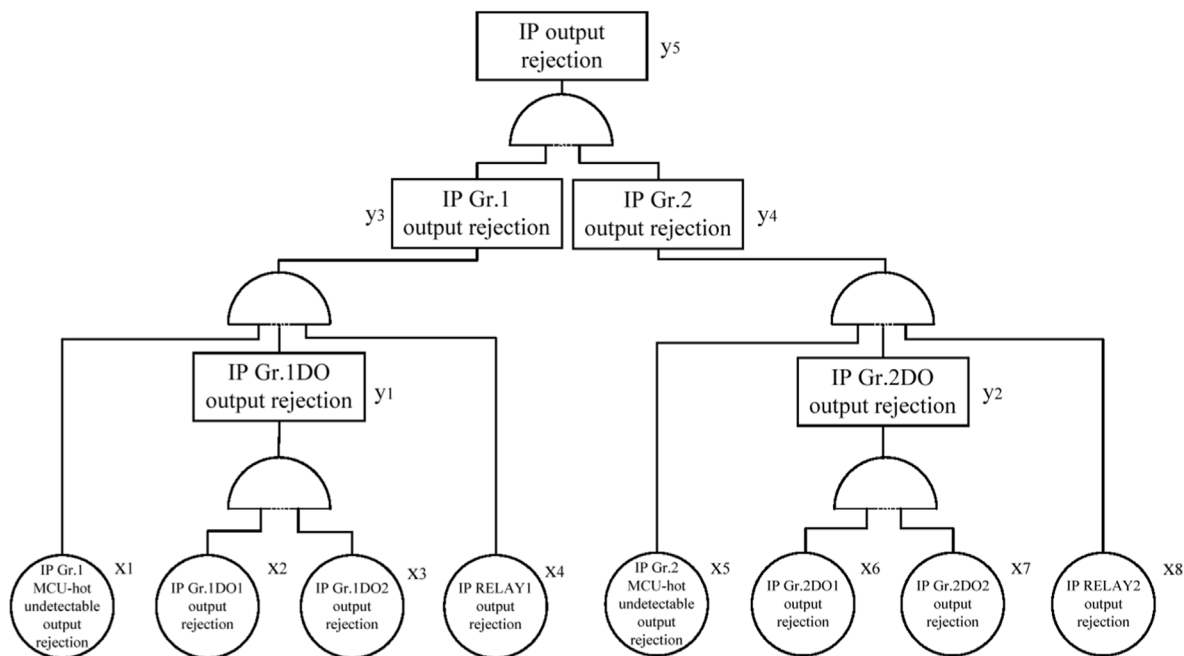 IP output
rejection
y5
IP Gr.1
output rejection
y3
IP Gr.2
output rejection
y4
IP Gr.1DO
output rejection
y1
IP Gr.2DO
output rejection
y2
IP Gr.1
MCU-hot
undetectable
output
rejection
X1
IP Gr.1DO1
output
rejection
X2
IP Gr.1DO2
output
rejection
X3
IP RELAY1
output
rejection
X4
IP Gr.2
MCU-hot
undetectable
output
rejection
X5
IP Gr.2DO1
output
rejection
X6
IP Gr.2DO2
output
rejection
X7
IP RELAY2
output
rejection
X8